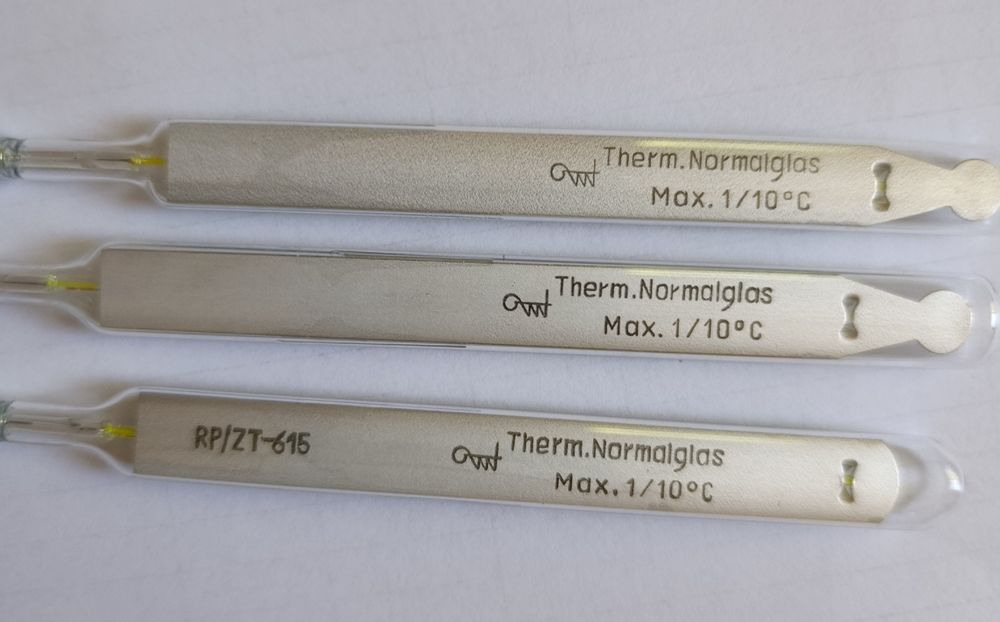 Therm.Normalglas
Max. 1/10°C
Therm.Normalglas
Max. 1/10°C
RP/ZT-615
Therm.Normalglas
Max. 1/10°C